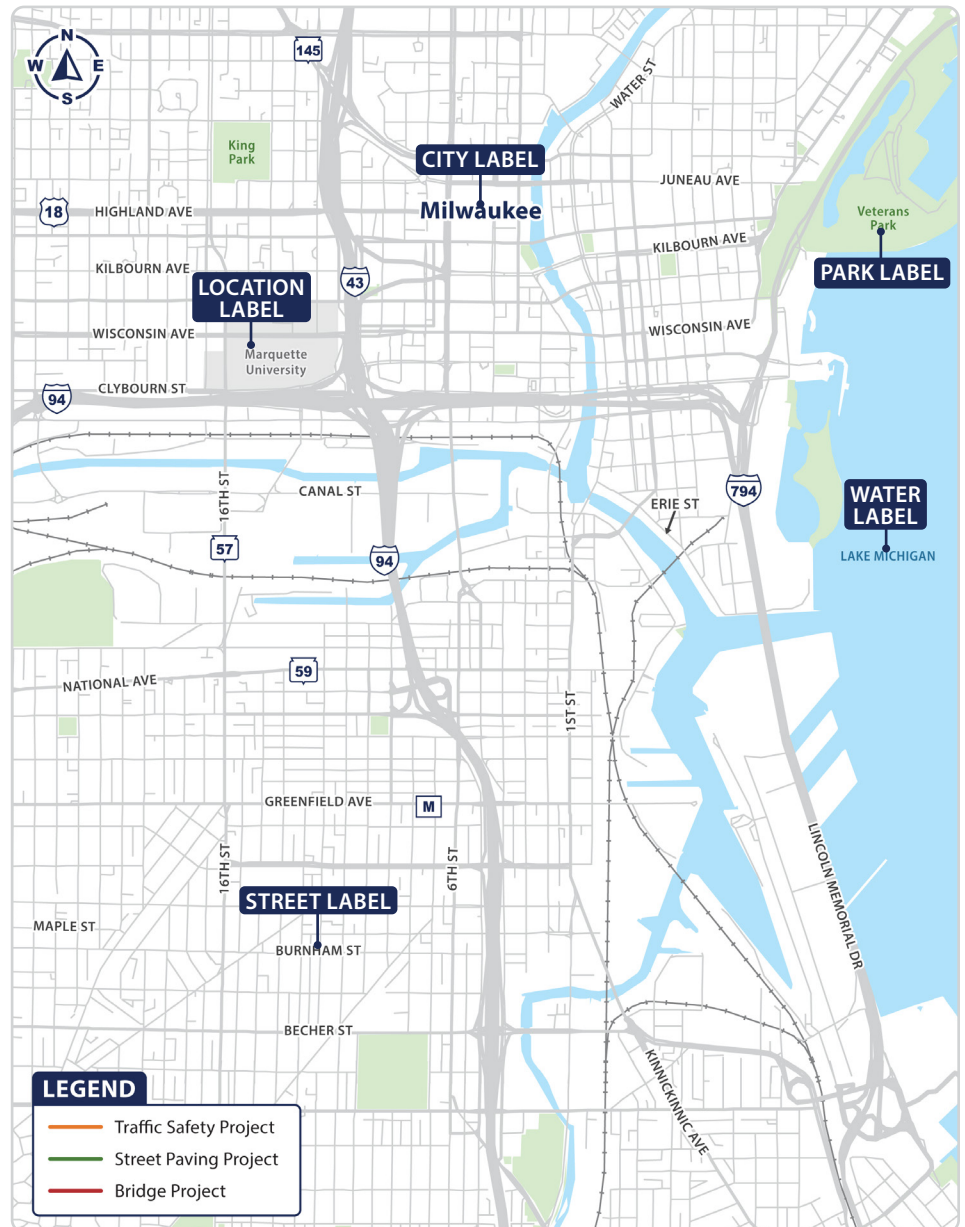 N
W
E
S
145
WATER ST
King
Park
CITY LABEL
Milwaukee
JUNEAU AVE
18
HIGHLAND AVE
Veterans
Park
KILBOURN AVE
KILBOURN AVE
PARK LABEL
43
LOCATION
LABEL
WISCONSIN AVE
WISCONSIN AVE
Marquette
University
CLYBOURN ST
94
CANAL ST
16TH ST
794
ERIE ST
WATER
LABEL
57
94
LAKE MICHIGAN
59
NATIONAL AVE
1ST ST
GREENFIELD AVE
M
16TH ST
6TH ST
LINCOLN MEMORIAL DR
STREET LABEL
MAPLE ST
BURNHAM ST
BECHER ST
KINNICKINNIC AVE
LEGEND
Traffic Safety Project
Street Paving Project
Bridge Project